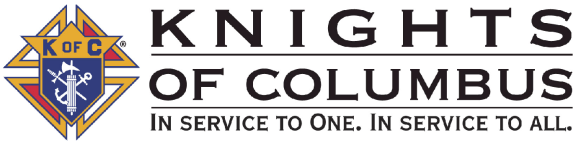 K OF C ®
KNIGHTS
OF COLUMBUS
IN SERVICE TO ONE. IN SERVICE TO ALL.